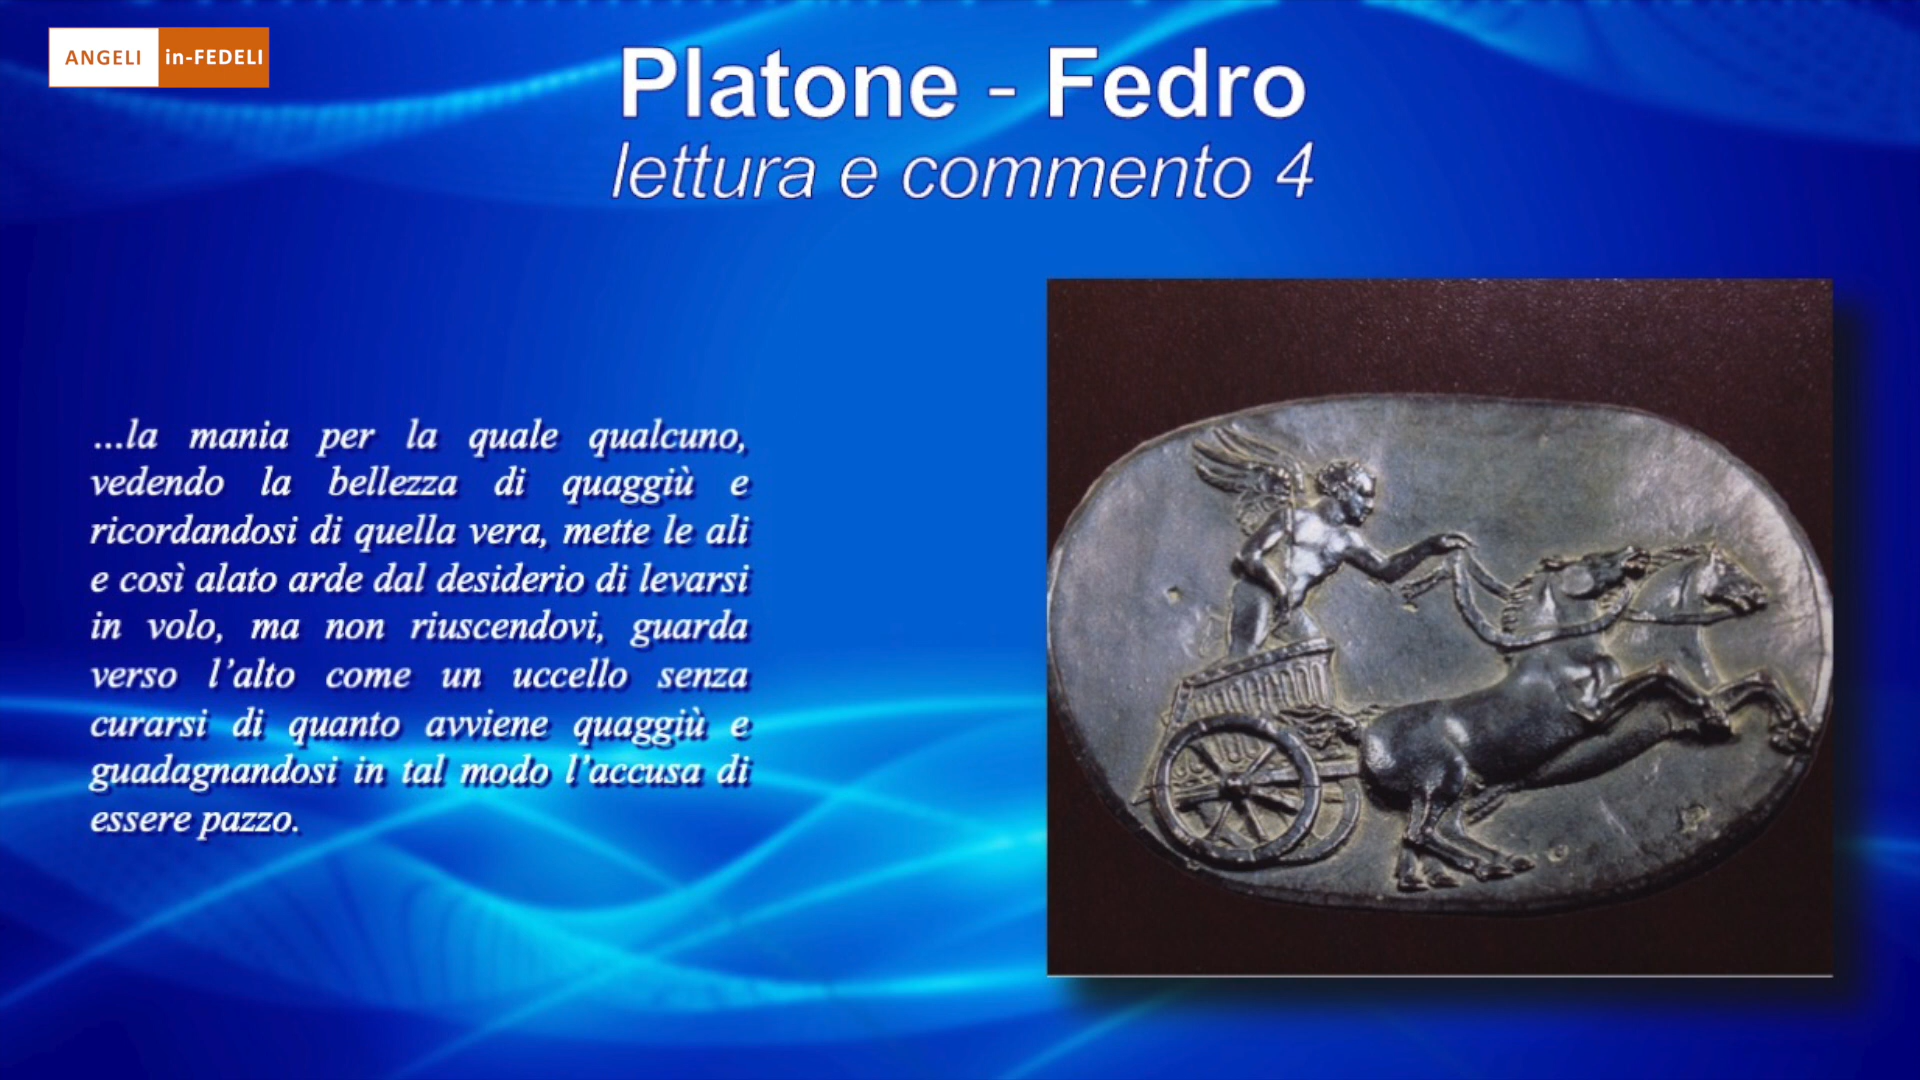 ANGELI in-FEDELI
Platone - Fedro
lettura e commento 4
...la mania per la quale qualcuno,
vedendo la bellezza di quaggiù e
ricordandosi di quella vera, mette le ali
e così alato arde dal desiderio di levarsi
in volo, ma non riuscendovi, guarda
verso l’alto come un uccello senza
curarsi di quanto avviene quaggiù e
guadagnandosi in tal modo l’accusa di
essere pazzo.